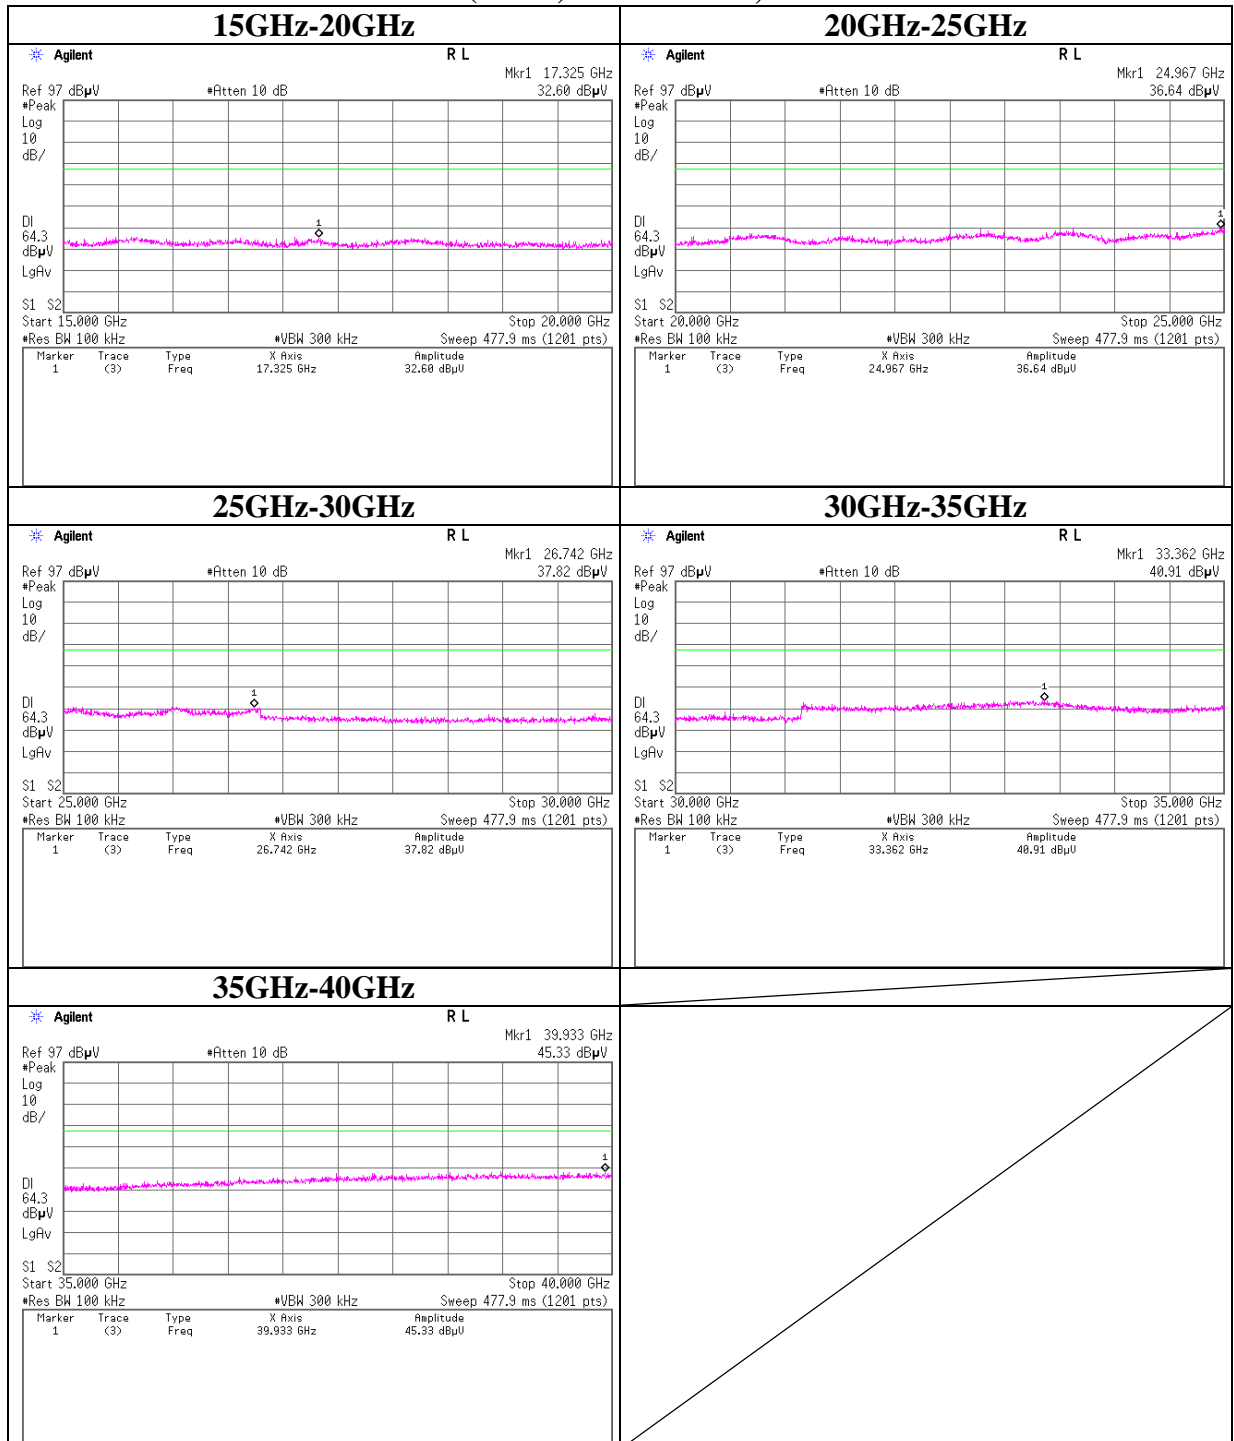 15GHz-20GHz
Agilent
R L
Mkr1 17.325 GHz
Ref 97 dBµV
#Atten 10 dB
32.60 dBµV
#Peak
Log
10
dB/
1
DI
64.3
dBµV
LgAv
S1 S2
Start 15.000 GHz
Stop 20.000 GHz
#Res BW 100 kHz
#VBW 300 kHz
Sweep 477.9 ms (1201 pts)
Marker Trace Type X Axis Amplitude
1 (3) Freq 17.325 GHz 32.60 dBµV
20GHz-25GHz
Agilent
R L
Mkr1 24.967 GHz
Ref 97 dBµV
#Atten 10 dB
36.64 dBµV
#Peak
Log
10
dB/
1
DI
64.3
dBµV
LgAv
S1 S2
Start 20.000 GHz
Stop 25.000 GHz
#Res BW 100 kHz
#VBW 300 kHz
Sweep 477.9 ms (1201 pts)
Marker Trace Type X Axis Amplitude
1 (3) Freq 24.967 GHz 36.64 dBµV
25GHz-30GHz
Agilent
R L
Mkr1 26.742 GHz
Ref 97 dBµV
#Atten 10 dB
37.82 dBµV
#Peak
Log
10
dB/
1
DI
64.3
dBµV
LgAv
S1 S2
Start 25.000 GHz
Stop 30.000 GHz
#Res BW 100 kHz
#VBW 300 kHz
Sweep 477.9 ms (1201 pts)
Marker Trace Type X Axis Amplitude
1 (3) Freq 26.742 GHz 37.82 dBµV
30GHz-35GHz
Agilent
R L
Mkr1 33.362 GHz
Ref 97 dBµV
#Atten 10 dB
40.91 dBµV
#Peak
Log
10
dB/
1
DI
64.3
dBµV
LgAv
S1 S2
Start 30.000 GHz
Stop 35.000 GHz
#Res BW 100 kHz
#VBW 300 kHz
Sweep 477.9 ms (1201 pts)
Marker Trace Type X Axis Amplitude
1 (3) Freq 33.362 GHz 40.91 dBµV
35GHz-40GHz
Agilent
R L
Mkr1 39.933 GHz
Ref 97 dBµV
#Atten 10 dB
45.33 dBµV
#Peak
Log
10
dB/
1
DI
64.3
dBµV
LgAv
S1 S2
Start 35.000 GHz
Stop 40.000 GHz
#Res BW 100 kHz
#VBW 300 kHz
Sweep 477.9 ms (1201 pts)
Marker Trace Type X Axis Amplitude
1 (3) Freq 39.933 GHz 45.33 dBµV